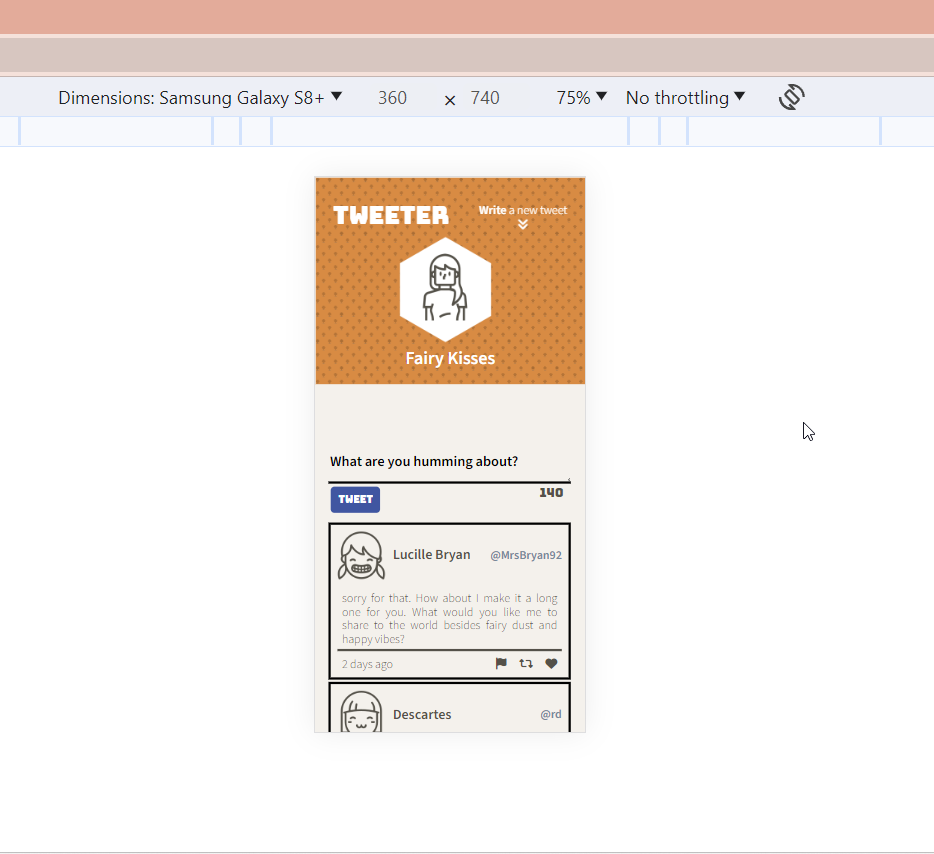 Dimensions: Samsung Galaxy S8+ 360 × 740 75% No throttling
TWEETER
Write a new tweet
Fairy Kisses
What are you humming about?
TWEET
140
Lucille Bryan @MrsBryan92
sorry for that. How about I make it a long
one for you. What would you like me to
share to the world besides fairy dust and
happy vibes?
2 days ago
Descartes @rd